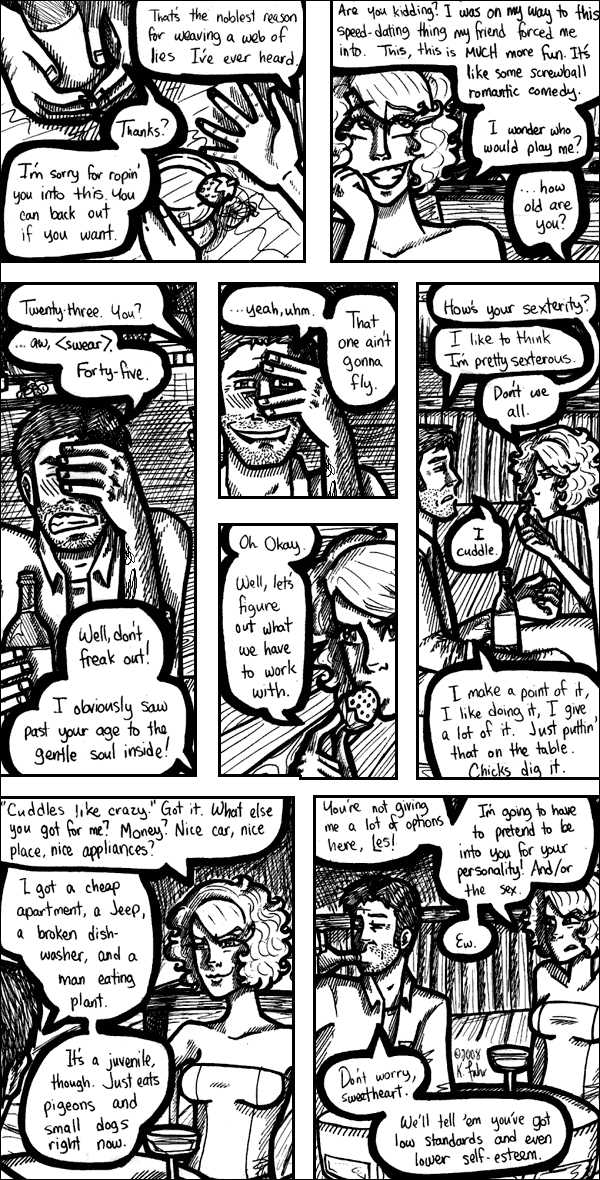 That's the noblest reason
for weaving a web of
lies I've ever heard.
Thanks?
I'm sorry for ropin'
you into this. You
can back out
if you want.
Are you kidding? I was on my way to this
speed-dating thing my friend forced me
into. This, this is MUCH more fun. It's
like some screwball
romantic comedy.
I wonder who
would play me?
...how
old are
you?
Twenty-three. You?
...aw, <swear>.
Forty-five.
Well, don't
freak out!
I obviously saw
past your age to the
gentle soul inside!
...yeah, uhm.
That
one ain't
gonna
fly.
Oh. Okay.
Well, let's
figure
out what
we have
to work
with.
How's your sexterity?
I like to think
I'm pretty sexterous.
Don't we
all.
I
cuddle.
I make a point of it,
I like doing it, I give
a lot of it. Just puttin'
that on the table.
Chicks dig it.
"Cuddles like crazy." Got it. What else
you got for me? Money? Nice car, nice
place, nice appliances?
I got a cheap
apartment, a Jeep,
a broken dish-
washer, and a
man eating
plant.
It's a juvenile,
though. Just eats
pigeons and
small dogs
right now.
You're not giving
me a lot of options
here, Les!
I'm going to have
to pretend to be
into you for your
personality! And/or
the sex.
Ew.
Don't worry,
sweetheart.
We'll tell 'em you've got
low standards and even
lower self-esteem.
©2008